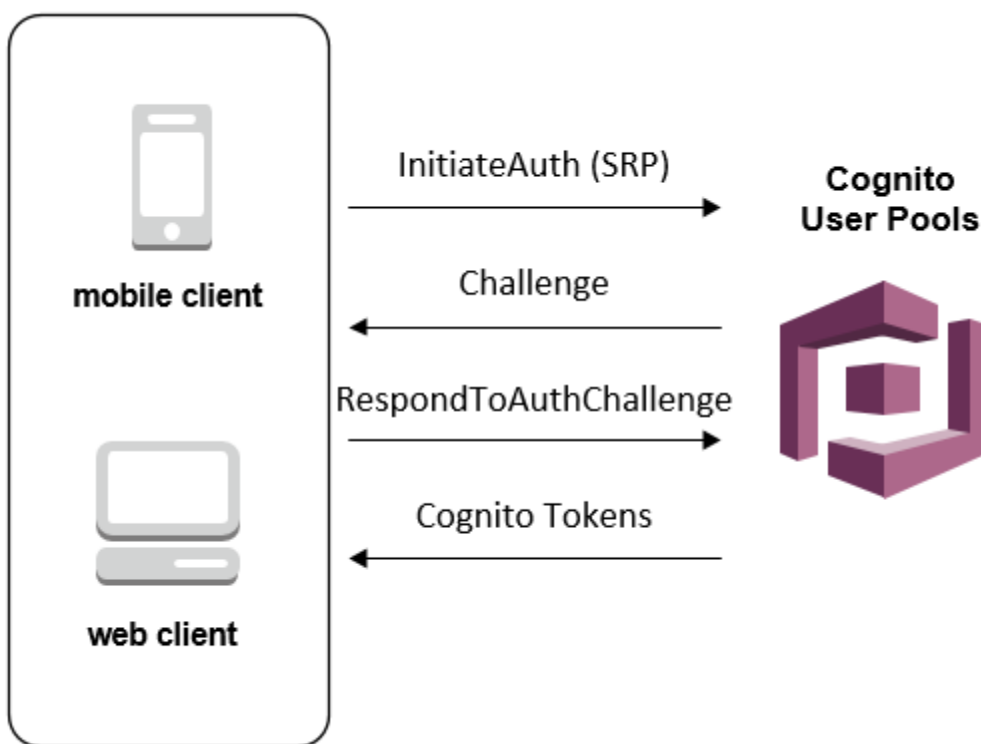 InitiateAuth (SRP)
Cognito
User Pools
mobile client
Challenge
RespondToAuthChallenge
Cognito Tokens
web client